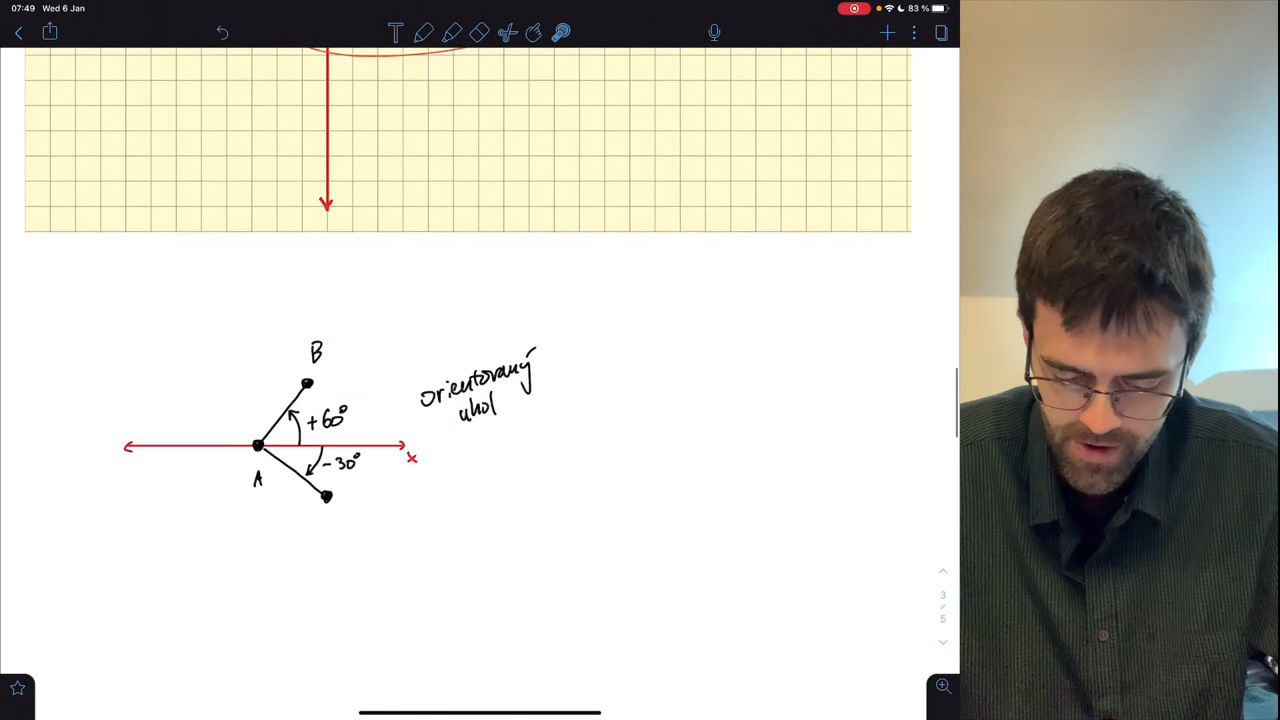 07:49 Wed 6 Jan
83 %
T
B
orientovaný
uhol
+60°
x
A
-30°
3
/
5